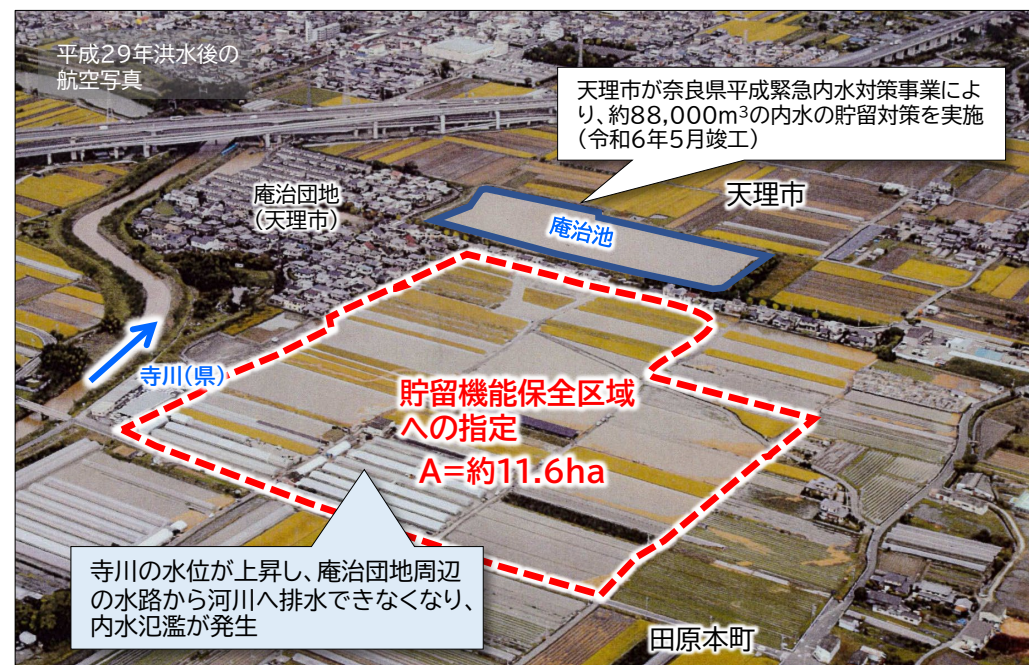 平成29年洪水後の
航空写真
天理市が奈良県平成緊急内水対策事業によ
り、約88,000m³の内水の貯留対策を実施
（令和6年5月竣工）
庵治団地
（天理市）
天理市
庵治池
寺川(県)
貯留機能保全区域
への指定
A=約11.6ha
寺川の水位が上昇し、庵治団地周辺
の水路から河川へ排水できなくなり、
内水氾濫が発生
田原本町